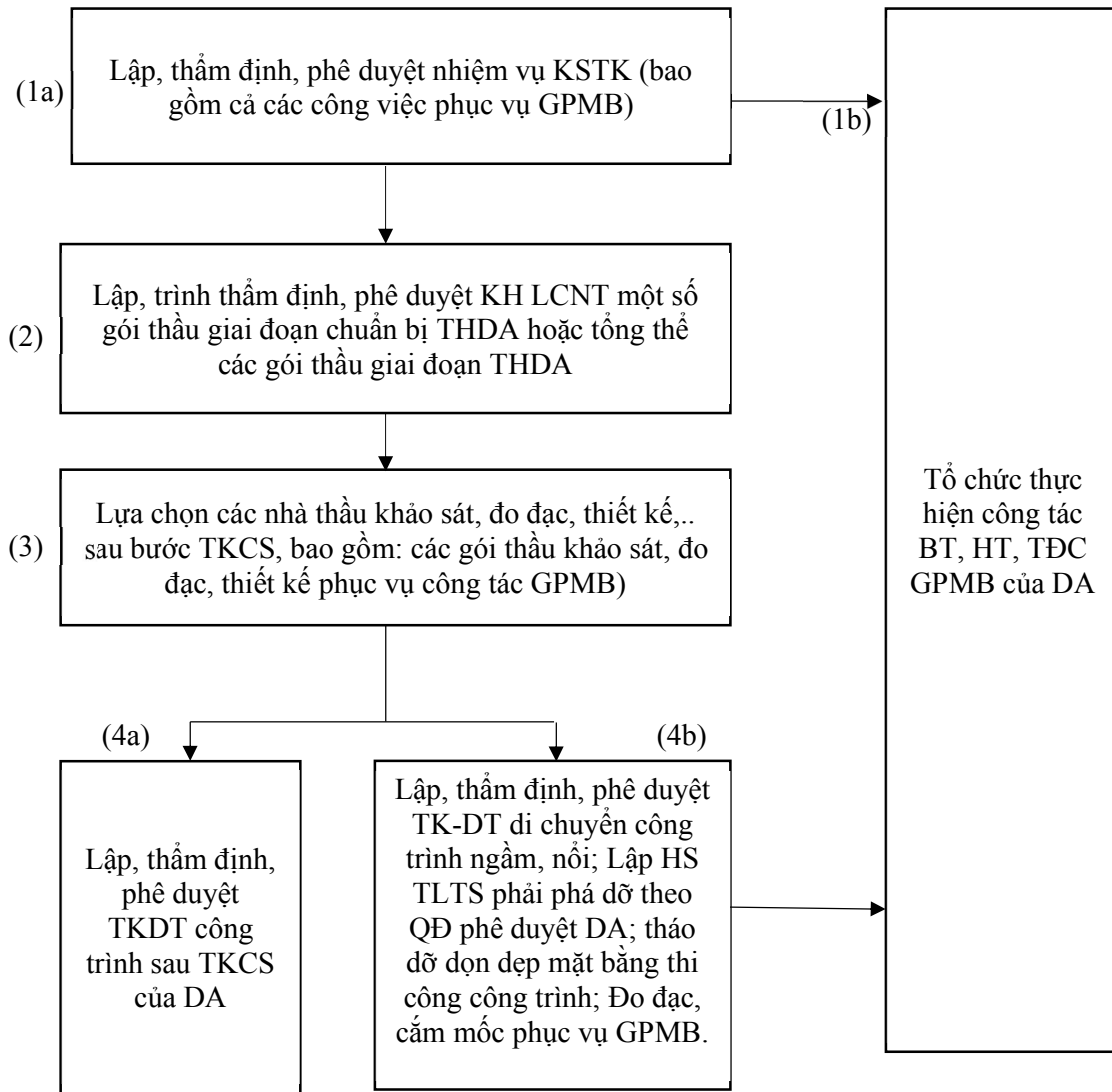 (1a)
Lập, thẩm định, phê duyệt nhiệm vụ KSTK (bao
gồm cả các công việc phục vụ GPMB)
(1b)
(2)
Lập, trình thẩm định, phê duyệt KH LCNT một số
gói thầu giai đoạn chuẩn bị THDA hoặc tổng thể
các gói thầu giai đoạn THDA
(3)
Lựa chọn các nhà thầu khảo sát, đo đạc, thiết kế,..
sau bước TKCS, bao gồm: các gói thầu khảo sát, đo
đạc, thiết kế phục vụ công tác GPMB)
Tổ chức thực
hiện công tác
BT, HT, TĐC
GPMB của DA
(4a)
Lập, thẩm định,
phê duyệt
TKDT công
trình sau TKCS
của DA
(4b)
Lập, thẩm định, phê duyệt
TK-DT di chuyển công
trình ngầm, nổi; Lập HS
TLTS phải phá dỡ theo
QĐ phê duyệt DA; tháo
dỡ dọn dẹp mặt bằng thi
công công trình; Đo đạc,
cắm mốc phục vụ GPMB.